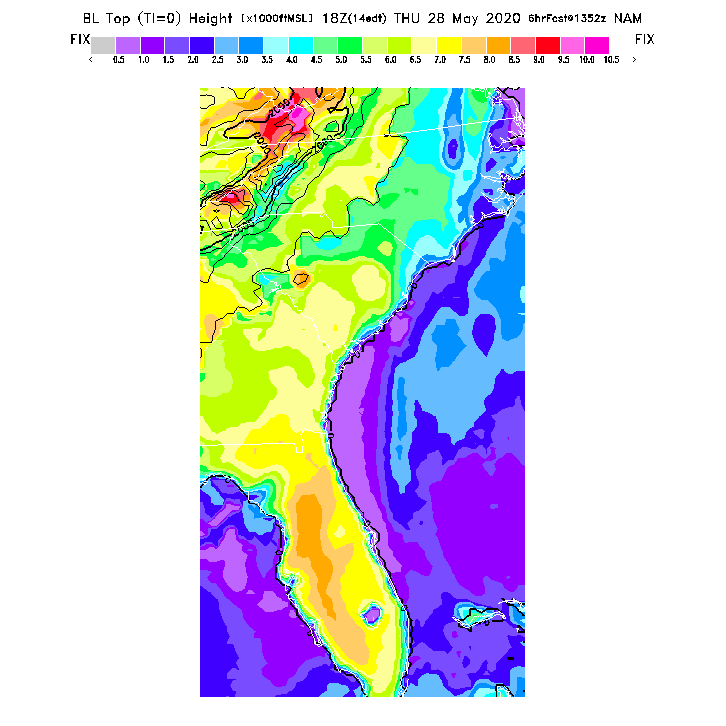 BL Top (TI=0) Height [x1000ftMSL] 18Z(14edt) THU 28 May 2020 6hrFcst@1352z NAM
FIX FIX
< 0.5 1.0 1.5 2.0 2.5 3.0 3.5 4.0 4.5 5.0 5.5 6.0 6.5 7.0 7.5 8.0 8.5 9.0 9.5 10.0 10.5 >
2000
2000